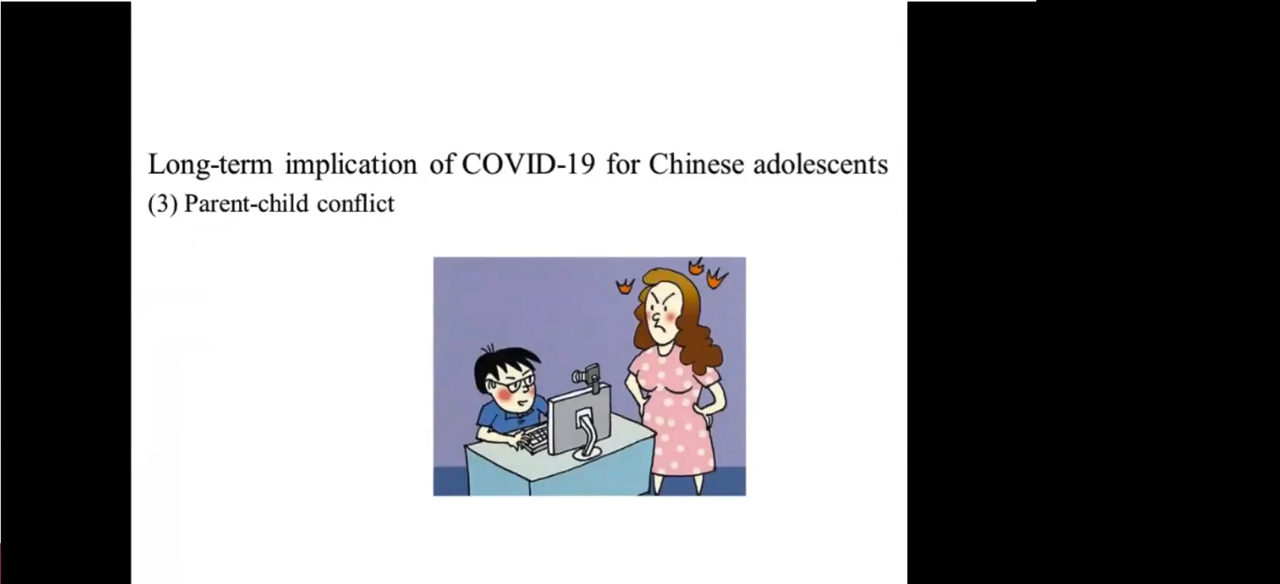 Long-term implication of COVID-19 for Chinese adolescents
(3) Parent-child conflict